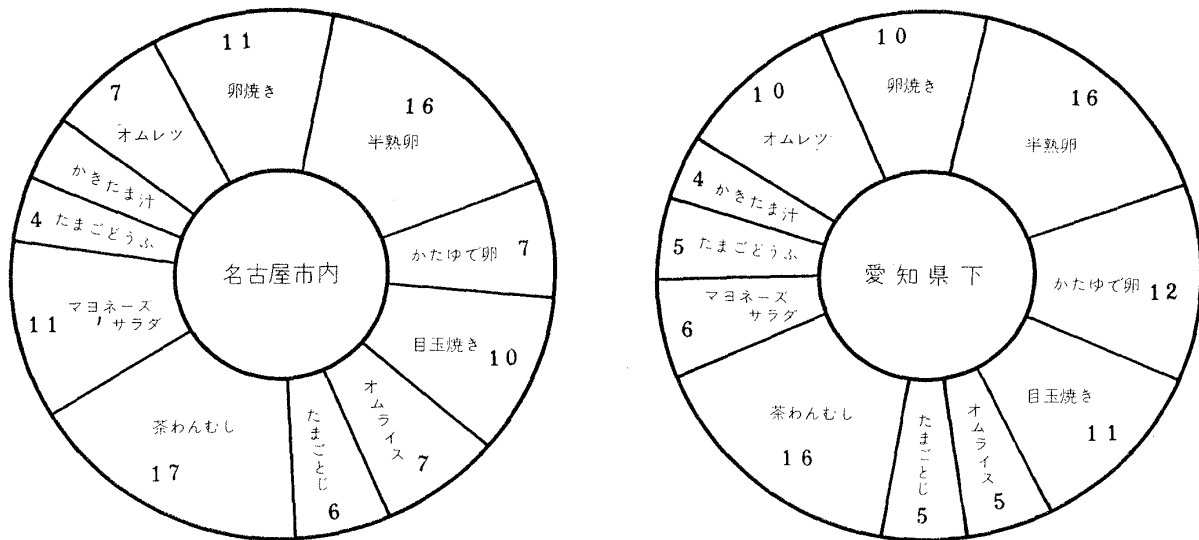 11
卵焼き
16
半熟卵
かたゆで卵 7
目玉焼き 10
オムライス
7
たまごとじ
6
茶わんむし
17
マヨネーズ
サラダ
11
4 たまごどうふ
かきたま汁
7
オムレツ
名古屋市内
10
卵焼き
16
半熟卵
かたゆで卵 12
目玉焼き
11
オムライス
5
たまごとじ
5
茶わんむし
16
マヨネーズ
サラダ
6
5 たまごどうふ
4 かきたま汁
10
オムレツ
愛知県下